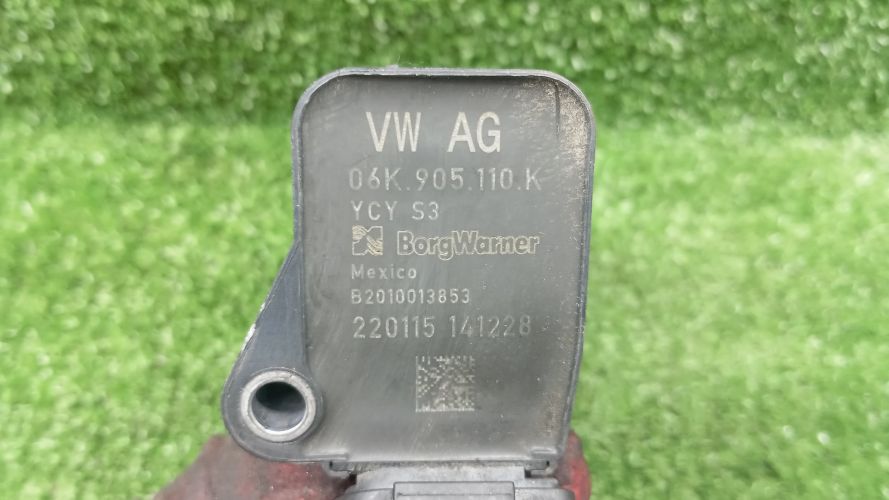 VW AG
06K.905.110.K
YCY S3
BorgWarner
Mexico
B2010013853
220115 141228